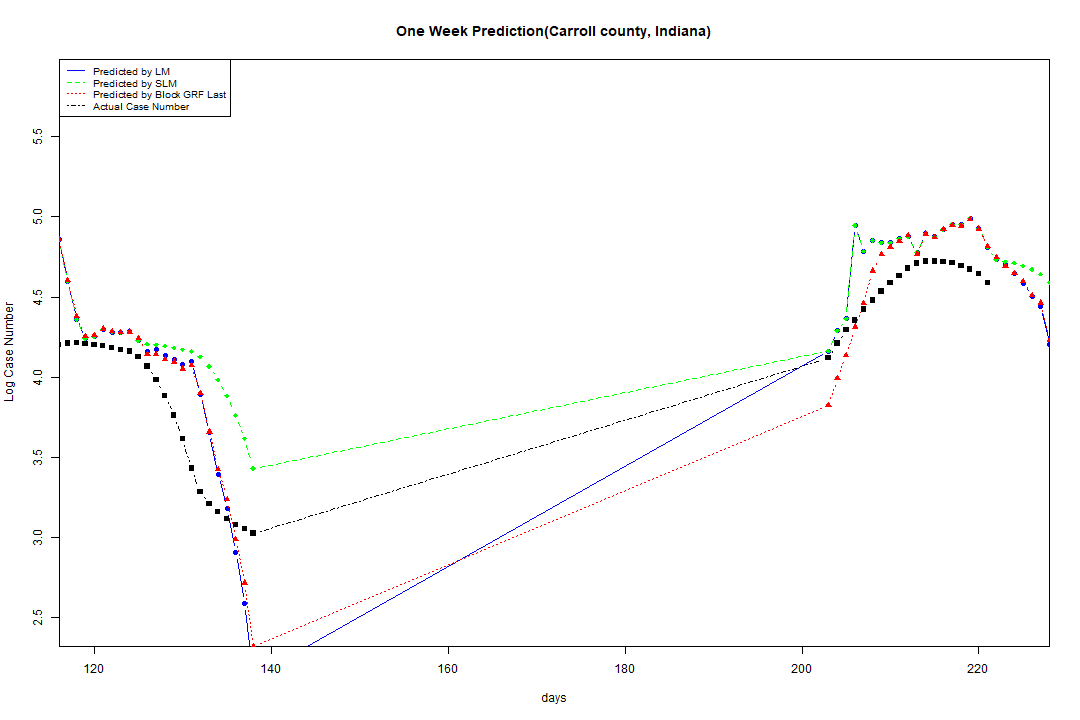 One Week Prediction(Carroll county, Indiana)
Predicted by LM
Predicted by SLM
Predicted by Block GRF Last
Actual Case Number
5.5
5.0
4.5
4.0
3.5
3.0
2.5
Log Case Number
120 140 160 180 200 220
days